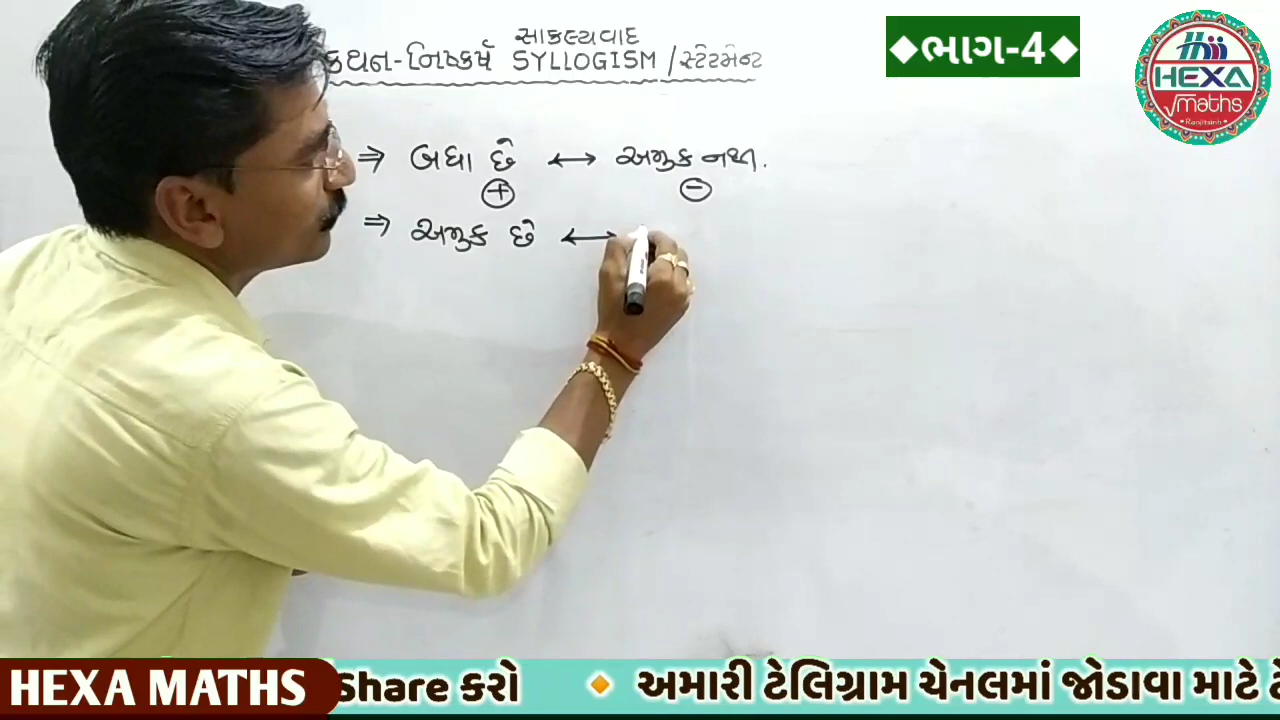 સાકલ્યવાદ
કથન-નિષ્કર્ષ SYLLOGISM / સ્ટેટમેન્ટ
◆ભાગ-4◆
HEXA
maths
Ranjitsinh
⇒ બધા છે ↔ અમુક નથી.
+ -
⇒ અમુક છે ↔
HEXA MATHS Share કરો 🔸 અમારી ટેલિગ્રામ ચેનલમાં જોડાવા માટે